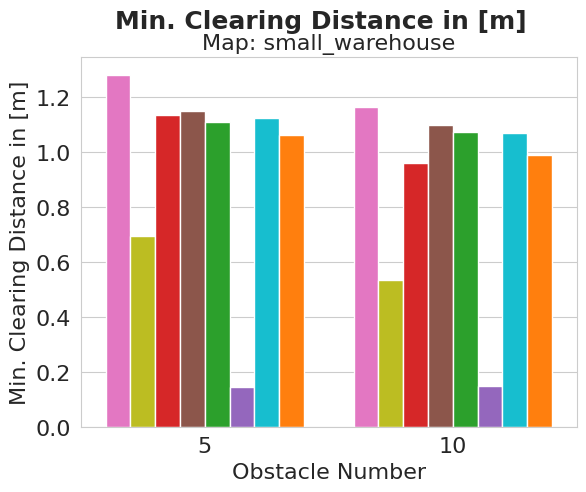 Min. Clearing Distance in [m]
Map: small_warehouse
Min. Clearing Distance in [m]
1.2
1.0
0.8
0.6
0.4
0.2
0.0
5 10
Obstacle Number